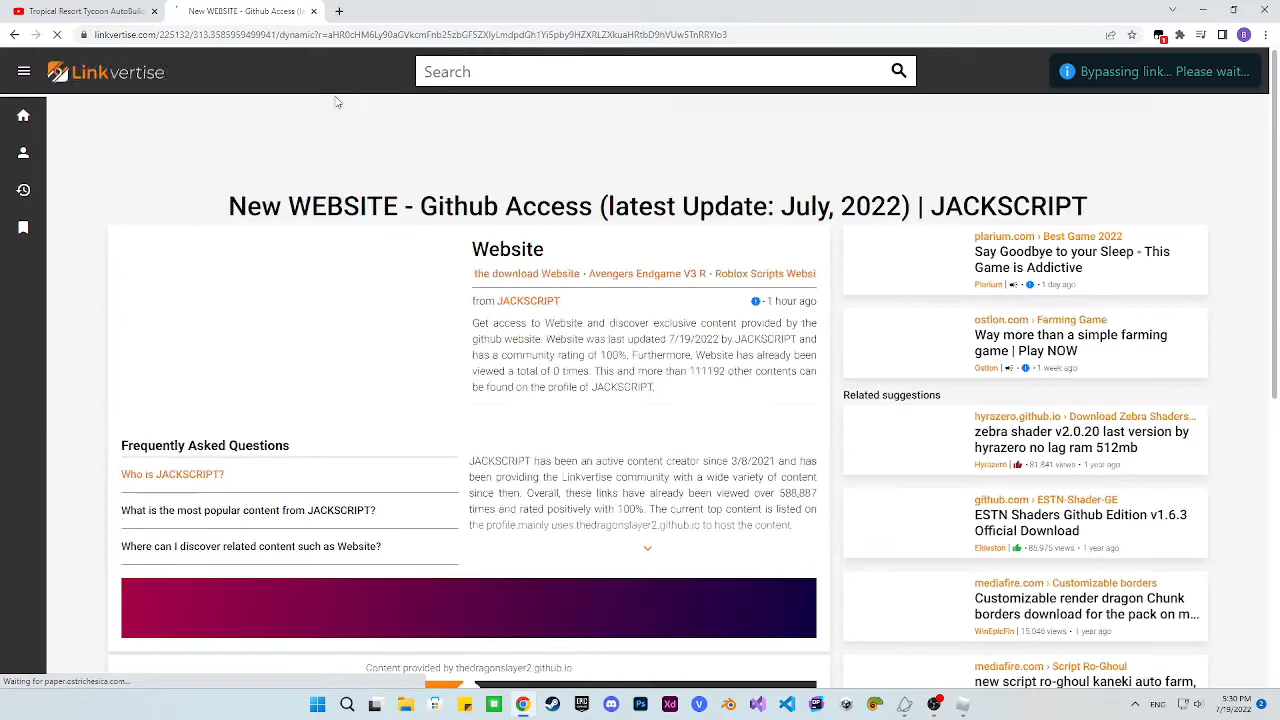 Tropical Resort Tycoon AutoBuild
New WEBSITE - Github Access (la
linkvertise.com/225132/313.3585959499941/dynamic?r=aHR0cHM6Ly90aGVkcmFnb25zbGF5ZXIyLmdpdGh1Yi5pby9HZXRLZXkuaHRtbD9hVUw5TnRRYlo3
B
Linkvertise
Search
Bypassing link... Please wait...
New WEBSITE - Github Access (latest Update: July, 2022) | JACKSCRIPT
Website
the download Website · Avengers Endgame V3 R · Roblox Scripts Websi
from JACKSCRIPT
· 1 hour ago
Get access to Website and discover exclusive content provided by the
github website. Website was last updated 7/19/2022 by JACKSCRIPT and
has a community rating of 100%. Furthermore, Website has already been
viewed a total of 0 times. This and more than 111192 other contents can
be found on the profile of JACKSCRIPT.
Frequently Asked Questions
Who is JACKSCRIPT?
What is the most popular content from JACKSCRIPT?
Where can I discover related content such as Website?
JACKSCRIPT has been an active content creator since 3/8/2021 and has
been providing the Linkvertise community with a wide variety of content
since then. Overall, these links have already been viewed over 588,887
times and rated positively with 100%. The current top content is listed on
the profile.mainly uses thedragonslayer2.github.io to host the content.
Content provided by thedragonslayer2.github.io
plarium.com › Best Game 2022
Say Goodbye to your Sleep - This
Game is Addictive
Plarium | · · 1 day ago
ostlon.com › Farming Game
Way more than a simple farming
game | Play NOW
Ostlon | · · 1 week ago
Related suggestions
hyrazero.github.io › Download Zebra Shaders...
zebra shader v2.0.20 last version by
hyrazero no lag ram 512mb
Hyrazero | · 81.841 views · 1 year ago
github.com › ESTN-Shader-GE
ESTN Shaders Github Edition v1.6.3
Official Download
Eldeston | · 85.975 views · 1 year ago
mediafire.com › Customizable borders
Customizable render dragon Chunk
borders download for the pack on m...
WinEpicFin | 15.046 views · 1 year ago
mediafire.com › Script Ro-Ghoul
new script ro-ghoul kaneki auto farm,
Waiting for paper.ostrichesica.com...
:30 PM
7/19/2022